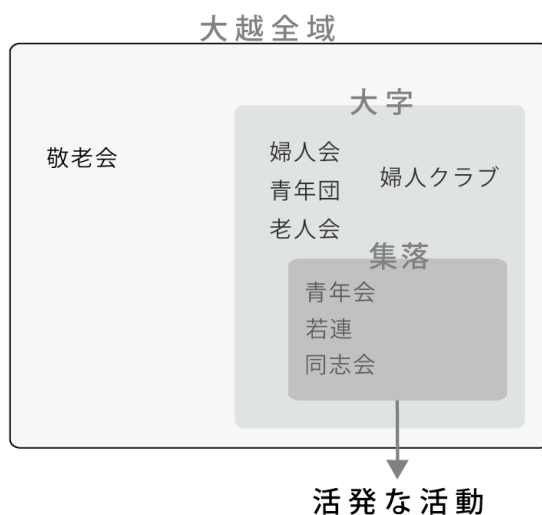 大越全域
大字
敬老会
婦人会
青年団
老人会
婦人クラブ
集落
青年会
若連
同志会
活発な活動